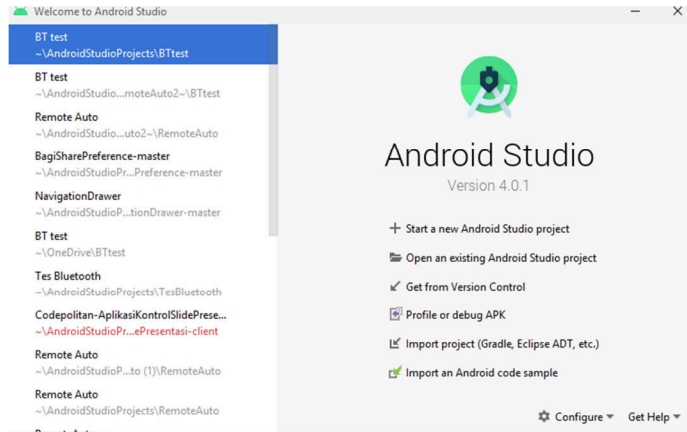 Welcome to Android Studio
BT test
~\AndroidStudioProjects\BTtest
BT test
~\AndroidStudio...moteAuto2~\BTtest
Remote Auto
~\AndroidStudio...uto2~\RemoteAuto
BagiSharePreference-master
~\AndroidStudioPr...Preference-master
NavigationDrawer
~\AndroidStudioP...tionDrawer-master
BT test
~\OneDrive\BTtest
Tes Bluetooth
~\AndroidStudioProjects\TesBluetooth
Codepolitan-AplikasiKontrolSlidePrese...
~\AndroidStudioPr...ePresentasi-client
Remote Auto
~\AndroidStudioP...to (1)\RemoteAuto
Remote Auto
~\AndroidStudioProjects\RemoteAuto
Android Studio
Version 4.0.1
Start a new Android Studio project
Open an existing Android Studio project
Get from Version Control
Profile or debug APK
Import project (Gradle, Eclipse ADT, etc.)
Import an Android code sample
Configure Get Help